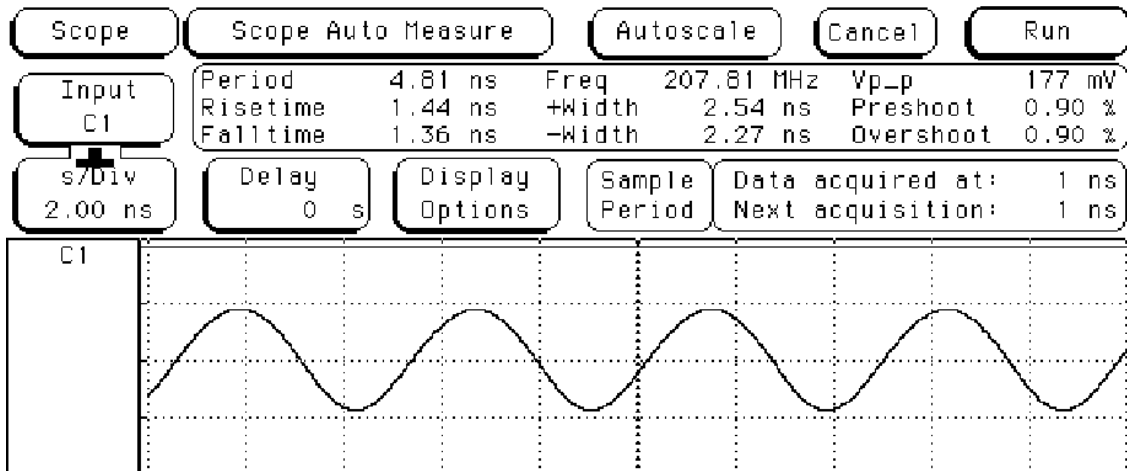 Scope Scope Auto Measure Autoscale Cancel Run
Input
C1
Period 4.81 ns Freq 207.81 MHz Vp_p 177 mV
Risetime 1.44 ns +Width 2.54 ns Preshoot 0.90 %
Falltime 1.36 ns -Width 2.27 ns Overshoot 0.90 %
s/Div
2.00 ns
Delay
0 s
Display
Options
Sample
Period
Data acquired at: 1 ns
Next acquisition: 1 ns
C1